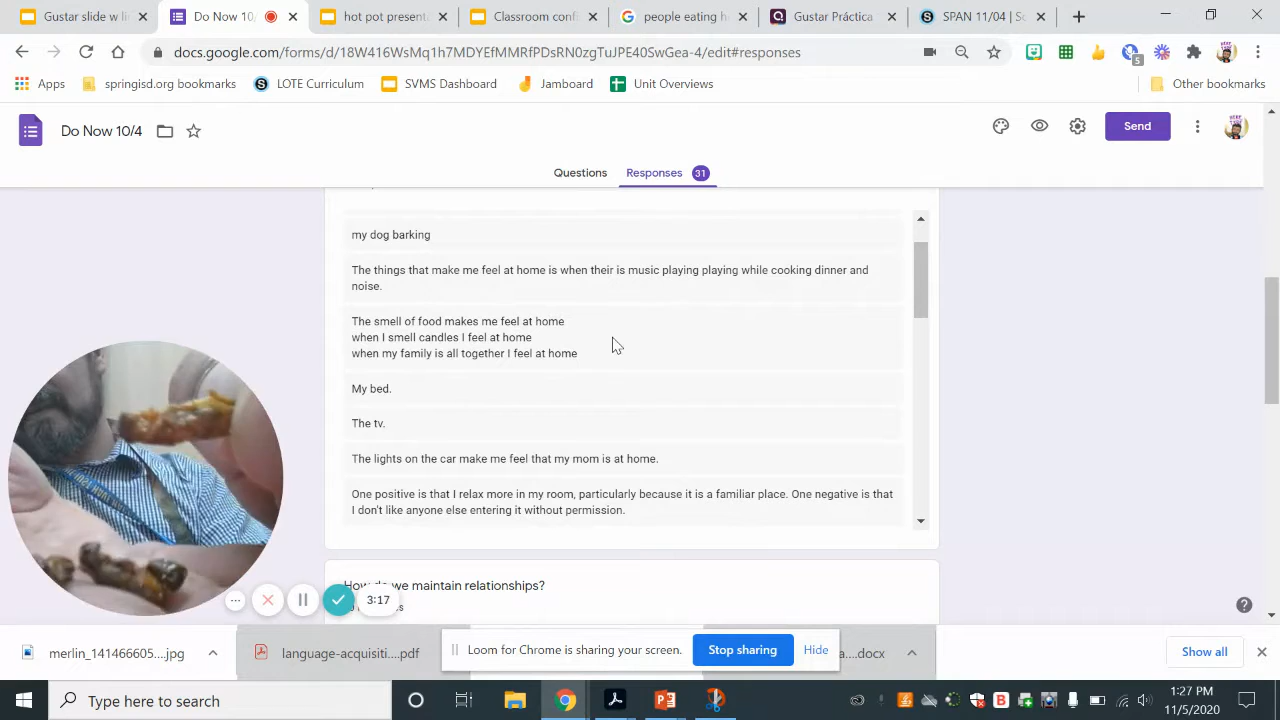 Gustar slide w li
Do Now 10/4
hot pot present
Classroom conf
people eating h
Gustar Práctica
SPAN 11/04 | S
docs.google.com/forms/d/18W416WsMq1h7MDYEfMMRfPDsRN0zgTuJPE40SwGea-4/edit#responses
5
Apps
springisd.org bookmarks
LOTE Curriculum
SVMS Dashboard
Jamboard
Unit Overviews
Other bookmarks
Do Now 10/4
Send
Questions
Responses
31
my dog barking
The things that make me feel at home is when their is music playing playing while cooking dinner and
noise.
The smell of food makes me feel at home
when I smell candles I feel at home
when my family is all together I feel at home
My bed.
The tv.
The lights on the car make me feel that my mom is at home.
One positive is that I relax more in my room, particularly because it is a familiar place. One negative is that
I don't like anyone else entering it without permission.
How do we maintain relationships?
3:17
merlin_141466605....jpg
language-acquisiti....pdf
Loom for Chrome is sharing your screen.
Stop sharing
Hide
a....docx
Show all
Type here to search
1:27 PM
11/5/2020